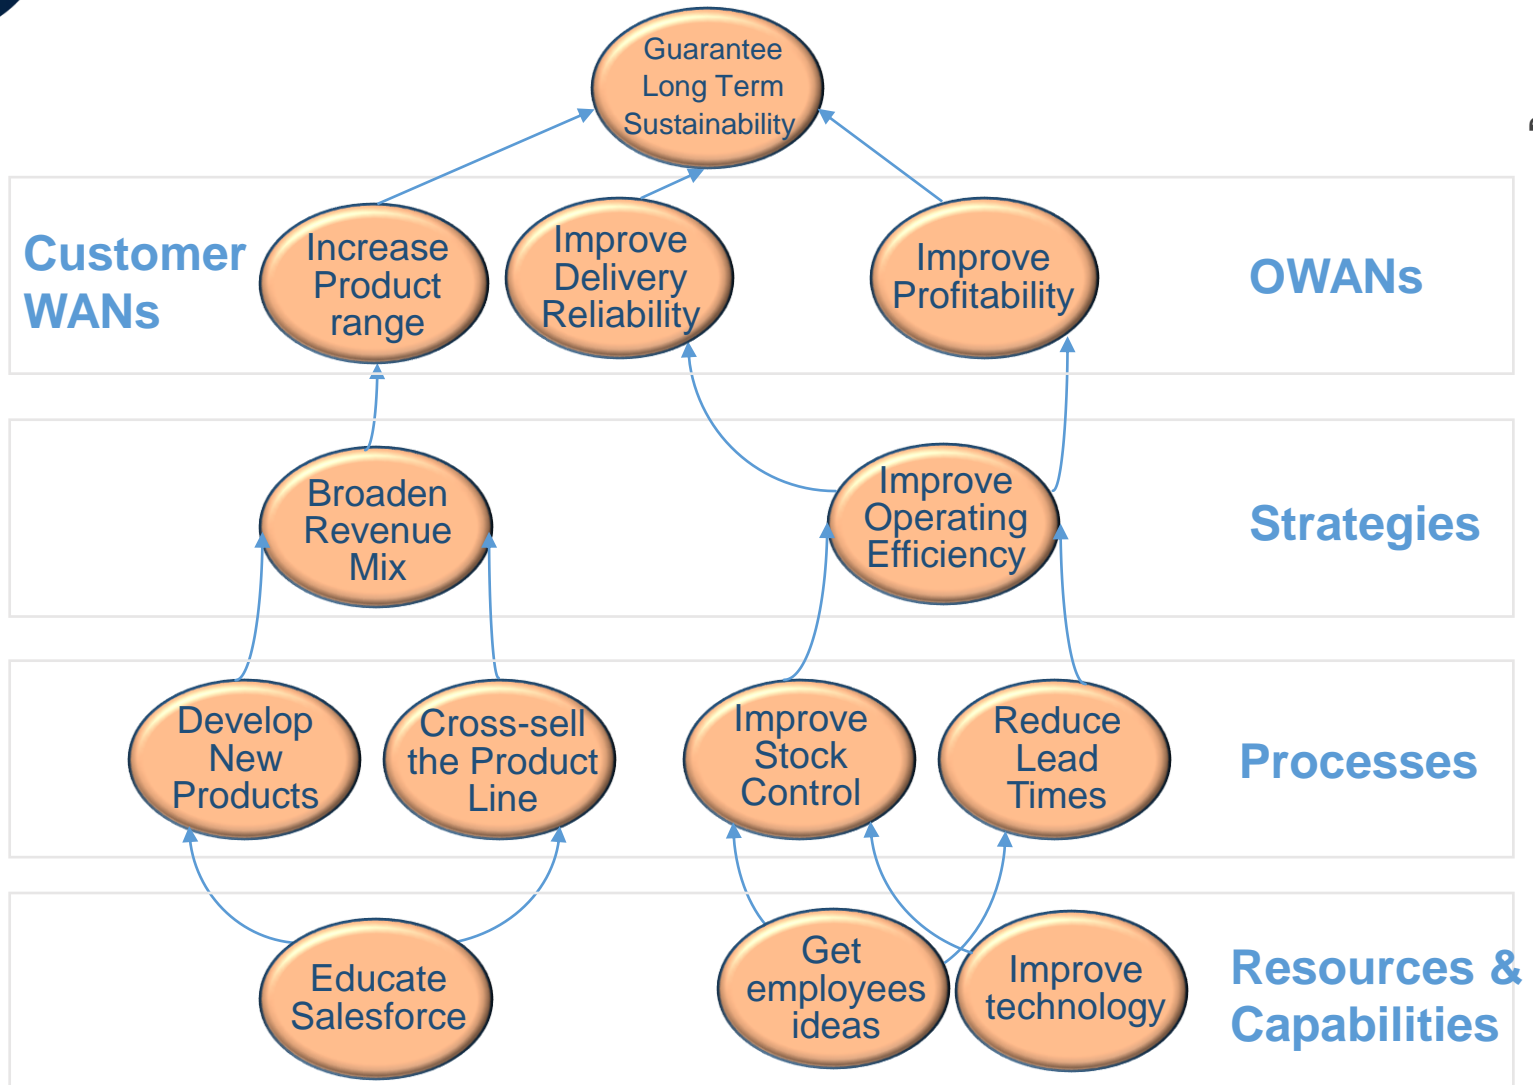 Guarantee
Long Term
Sustainability
Customer
WANs
Increase
Product
range
Improve
Delivery
Reliability
Improve
Profitability
OWANs
Broaden
Revenue
Mix
Improve
Operating
Efficiency
Strategies
Develop
New
Products
Cross-sell
the Product
Line
Improve
Stock
Control
Reduce
Lead
Times
Processes
Educate
Salesforce
Get
employees
ideas
Improve
technology
Resources &
Capabilities